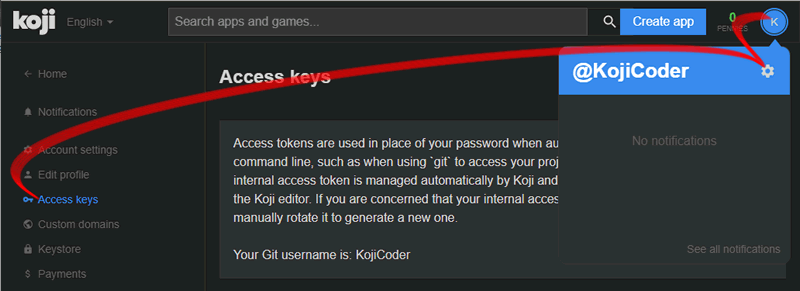 koji
English
Search apps and games...
Create app
0
PENNIES
K
@KojiCoder
No notifications
See all notifications
Home
Notifications
Account settings
Edit profile
Access keys
Custom domains
Keystore
Payments
Access keys
Access tokens are used in place of your password when au
command line, such as when using `git` to access your proj
internal access token is managed automatically by Koji and
the Koji editor. If you are concerned that your internal acces
manually rotate it to generate a new one.
Your Git username is: KojiCoder